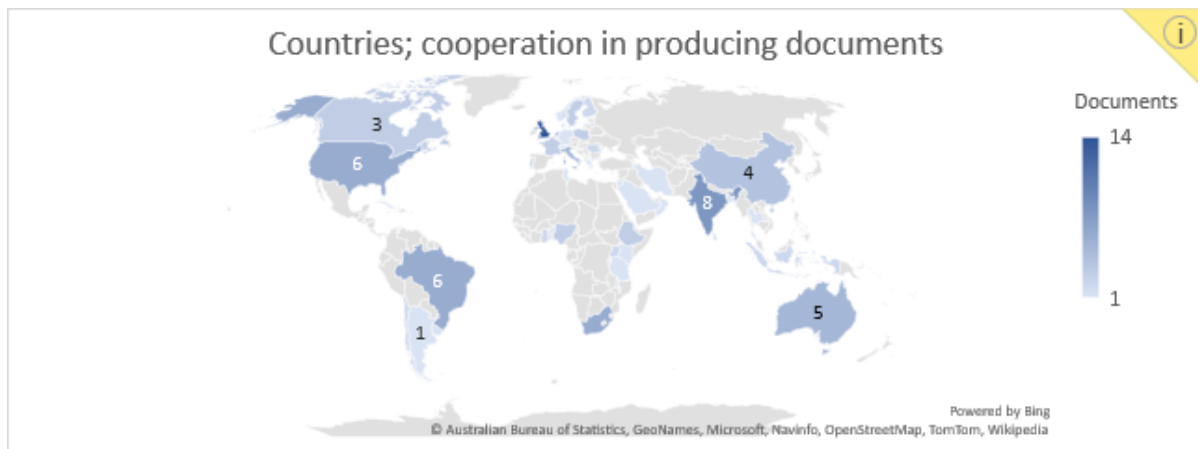 Countries; cooperation in producing documents
i
Documents
14
3
6
4
8
6
5
1
1
Powered by Bing
© Australian Bureau of Statistics, GeoNames, Microsoft, Navinfo, OpenStreetMap, TomTom, Wikipedia